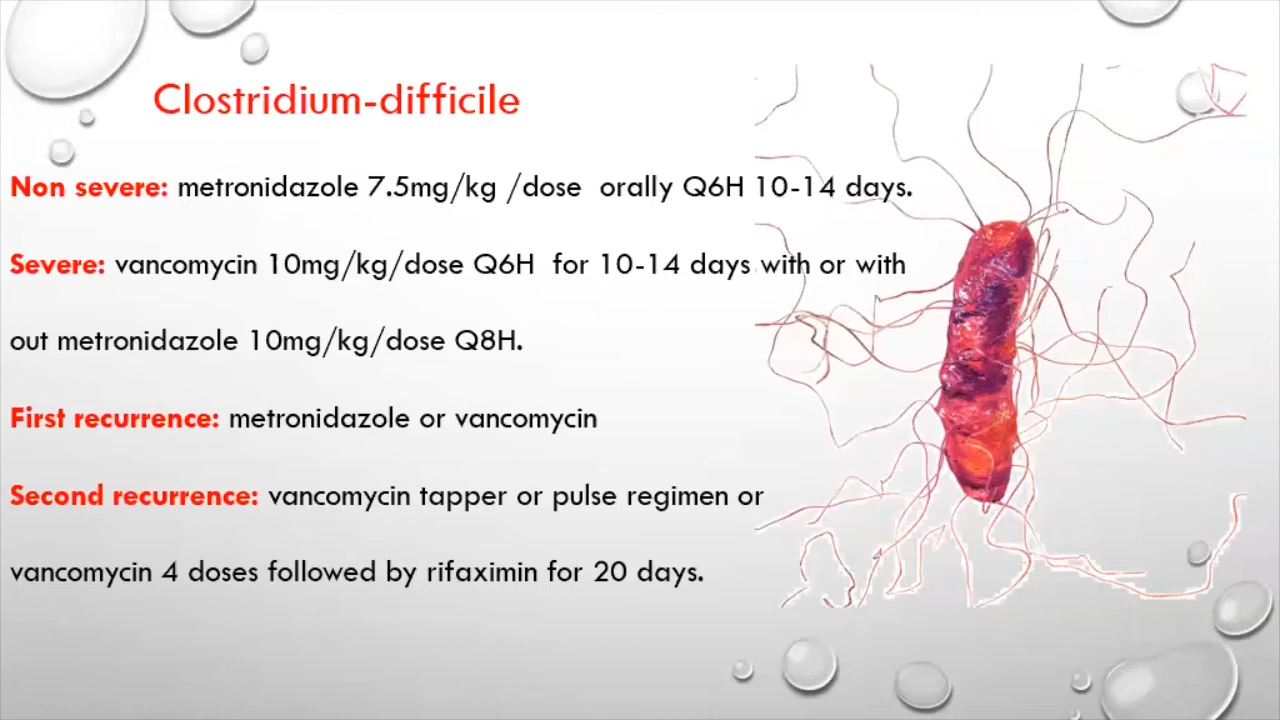 Clostridium-difficile
Non severe: metronidazole 7.5mg/kg /dose  orally Q6H 10-14 days.
Severe: vancomycin 10mg/kg/dose Q6H  for 10-14 days with or with
out metronidazole 10mg/kg/dose Q8H.
First recurrence: metronidazole or vancomycin
Second recurrence: vancomycin tapper or pulse regimen or
vancomycin 4 doses followed by rifaximin for 20 days.